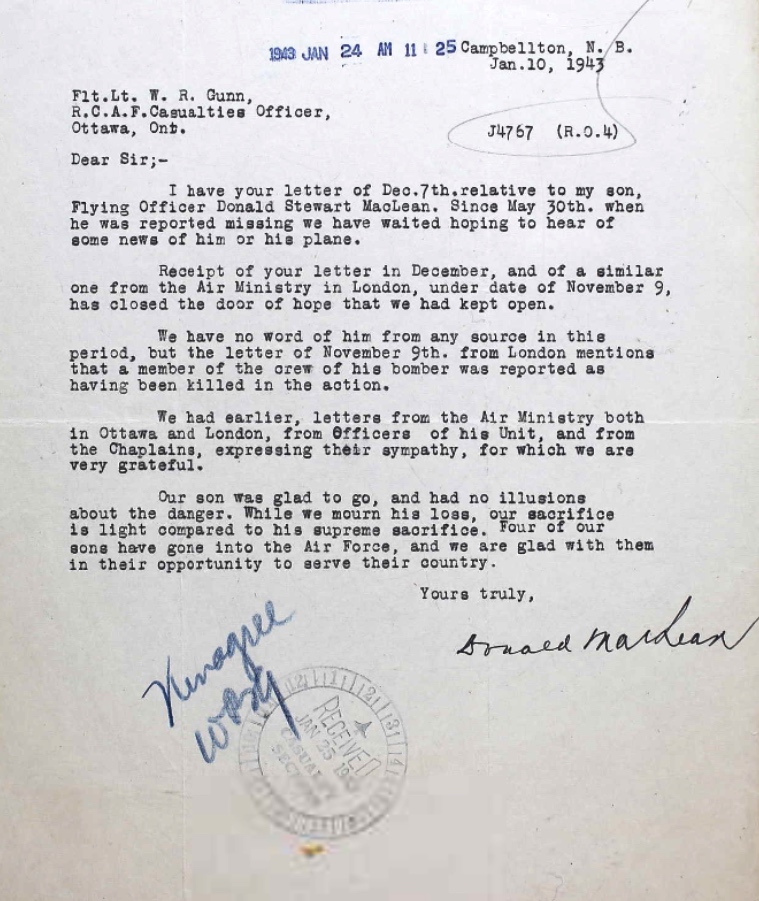 1943 JAN 24 AM 11 : 25 Campbellton, N. B.
Jan.10, 1943
Flt.Lt. W. R. Gunn,
R.C.A.F.Casualties Officer,
Ottawa, Ont.
J4767 (R.O.4)
Dear Sir;-
I have your letter of Dec.7th.relative to my son,
Flying Officer Donald Stewart MacLean. Since May 30th. when
he was reported missing we have waited hoping to hear of
some news of him or his plane.
Receipt of your letter in December, and of a similar
one from the Air Ministry in London, under date of November 9,
has closed the door of hope that we had kept open.
We have no word of him from any source in this
period, but the letter of November 9th. from London mentions
that a member of the crew of his bomber was reported as
having been killed in the action.
We had earlier, letters from the Air Ministry both
in Ottawa and London, from Officers of his Unit, and from
the Chaplains, expressing their sympathy, for which we are
very grateful.
Our son was glad to go, and had no illusions
about the danger. While we mourn his loss, our sacrifice
is light compared to his supreme sacrifice. Four of our
sons have gone into the Air Force, and we are glad with them
in their opportunity to serve their country.
Yours truly,
Donald MacLean
12 1 2 3 4
RECEIVED
JAN 25 19